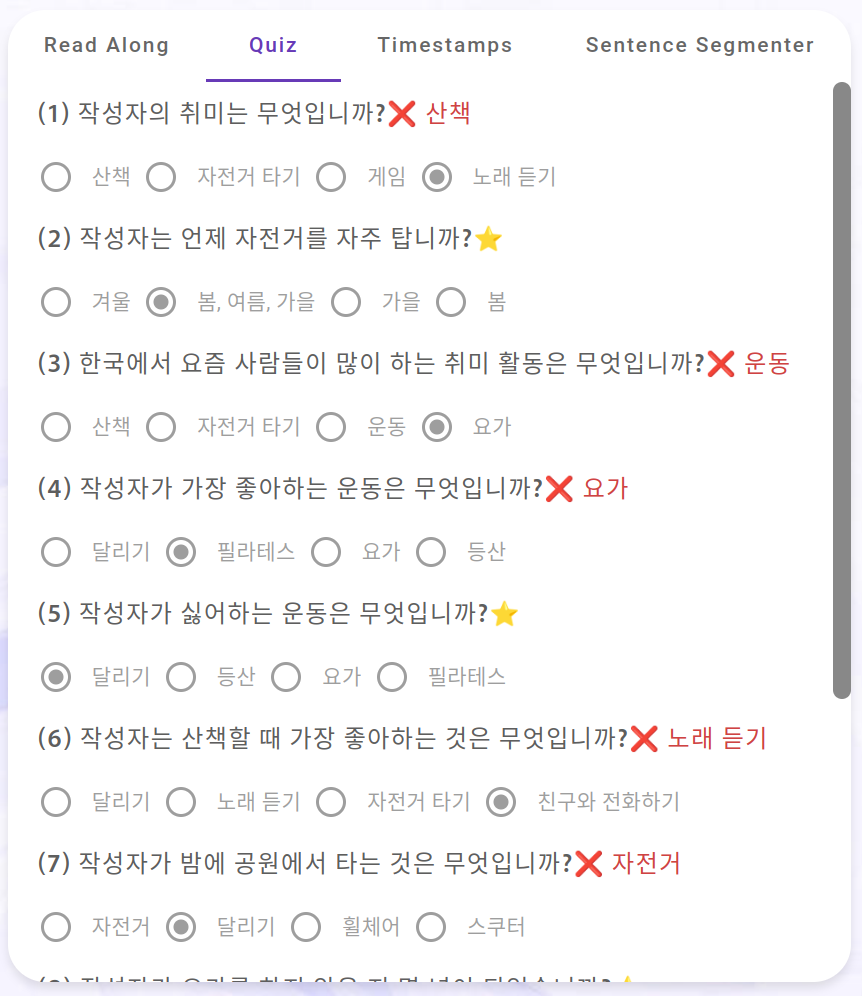 Read Along Quiz Timestamps Sentence Segmenter
(1) 작성자의 취미는 무엇입니까?❌ 산책
산책 자전거 타기 게임 노래 듣기
(2) 작성자는 언제 자전거를 자주 탑니까?⭐
겨울 봄, 여름, 가을 가을 봄
(3) 한국에서 요즘 사람들이 많이 하는 취미 활동은 무엇입니까?❌ 운동
산책 자전거 타기 운동 요가
(4) 작성자가 가장 좋아하는 운동은 무엇입니까?❌ 요가
달리기 필라테스 요가 등산
(5) 작성자가 싫어하는 운동은 무엇입니까?⭐
달리기 등산 요가 필라테스
(6) 작성자는 산책할 때 가장 좋아하는 것은 무엇입니까?❌ 노래 듣기
달리기 노래 듣기 자전거 타기 친구와 전화하기
(7) 작성자가 밤에 공원에서 타는 것은 무엇입니까?❌ 자전거
자전거 달리기 휠체어 스쿠터